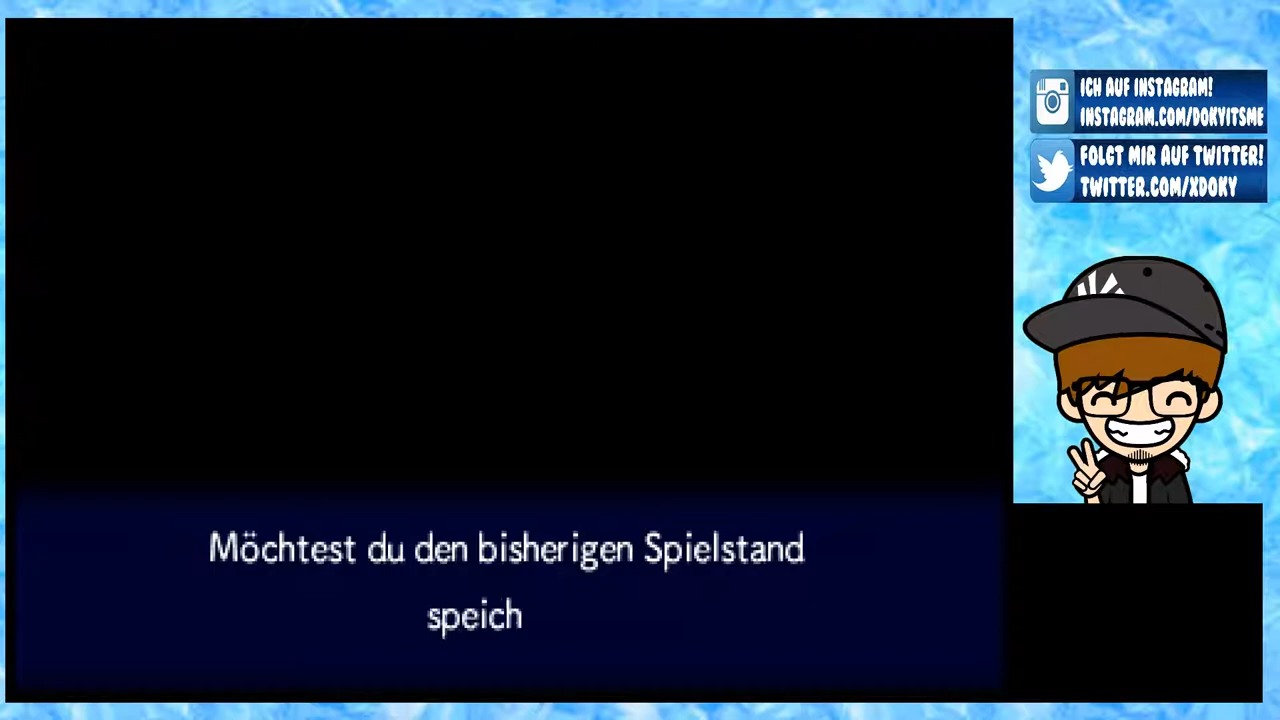 ICH AUF INSTAGRAM!
INSTAGRAM.COM/DOKYITSME
FOLGT MIR AUF TWITTER!
TWITTER.COM/XDOKY
Möchtest du den bisherigen Spielstand
speich